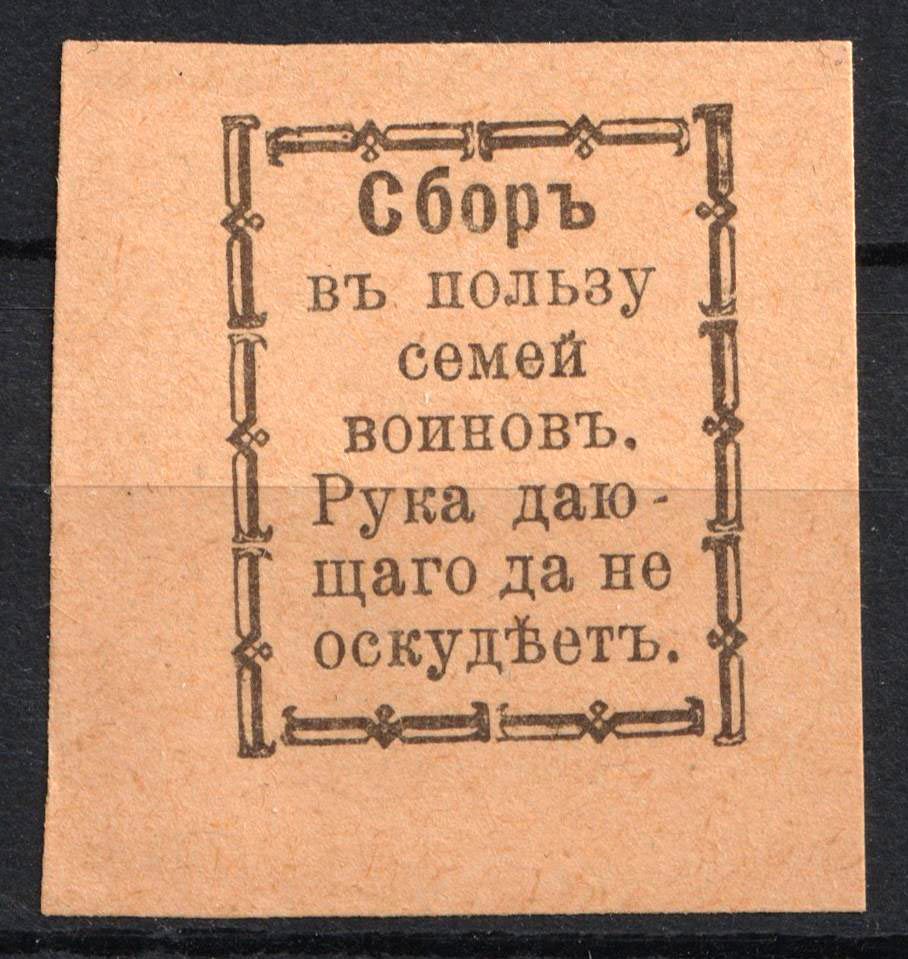 Сборъ
въ пользу
семей
воиновъ.
Рука даю-
щаго да не
оскудѣетъ.